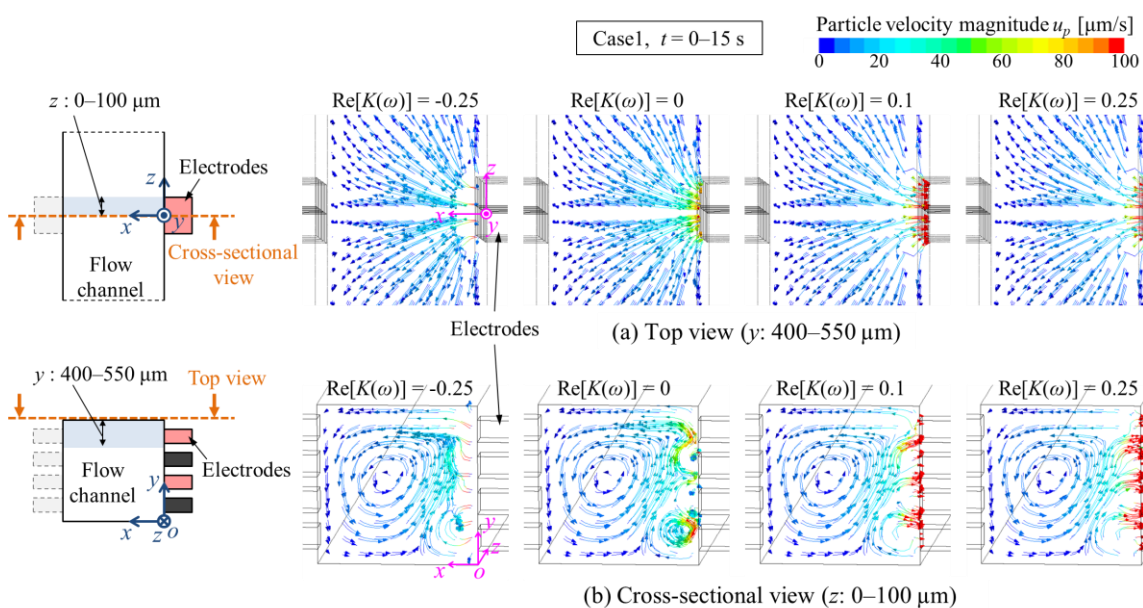 Case1, t = 0–15 s
Particle velocity magnitude u_p [μm/s]
0 20 40 60 80 100
z : 0–100 μm
Electrodes
z
x
y
Cross-sectional view
Flow channel
Re[K(ω)] = -0.25
Re[K(ω)] = 0
Re[K(ω)] = 0.1
Re[K(ω)] = 0.25
z
x
y
Electrodes
(a) Top view (y: 400–550 μm)
y : 400–550 μm
Top view
Flow channel
Electrodes
y
x
z
o
Re[K(ω)] = -0.25
Re[K(ω)] = 0
Re[K(ω)] = 0.1
Re[K(ω)] = 0.25
y
z
x
o
(b) Cross-sectional view (z: 0–100 μm)